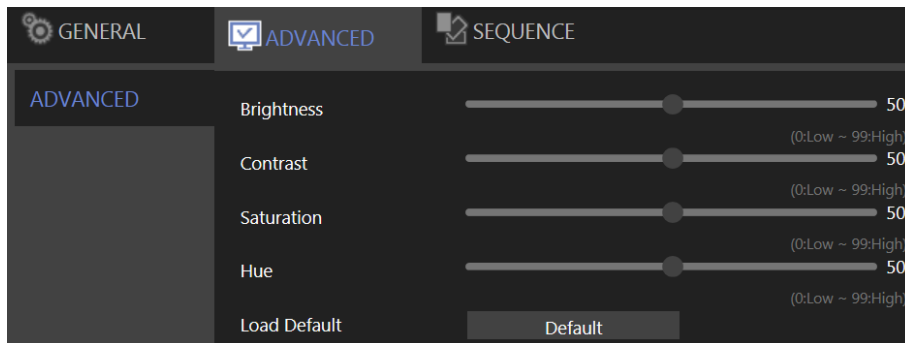 GENERAL
ADVANCED
SEQUENCE
ADVANCED
Brightness 50
(0:Low ~ 99:High)
Contrast 50
(0:Low ~ 99:High)
Saturation 50
(0:Low ~ 99:High)
Hue 50
(0:Low ~ 99:High)
Load Default Default